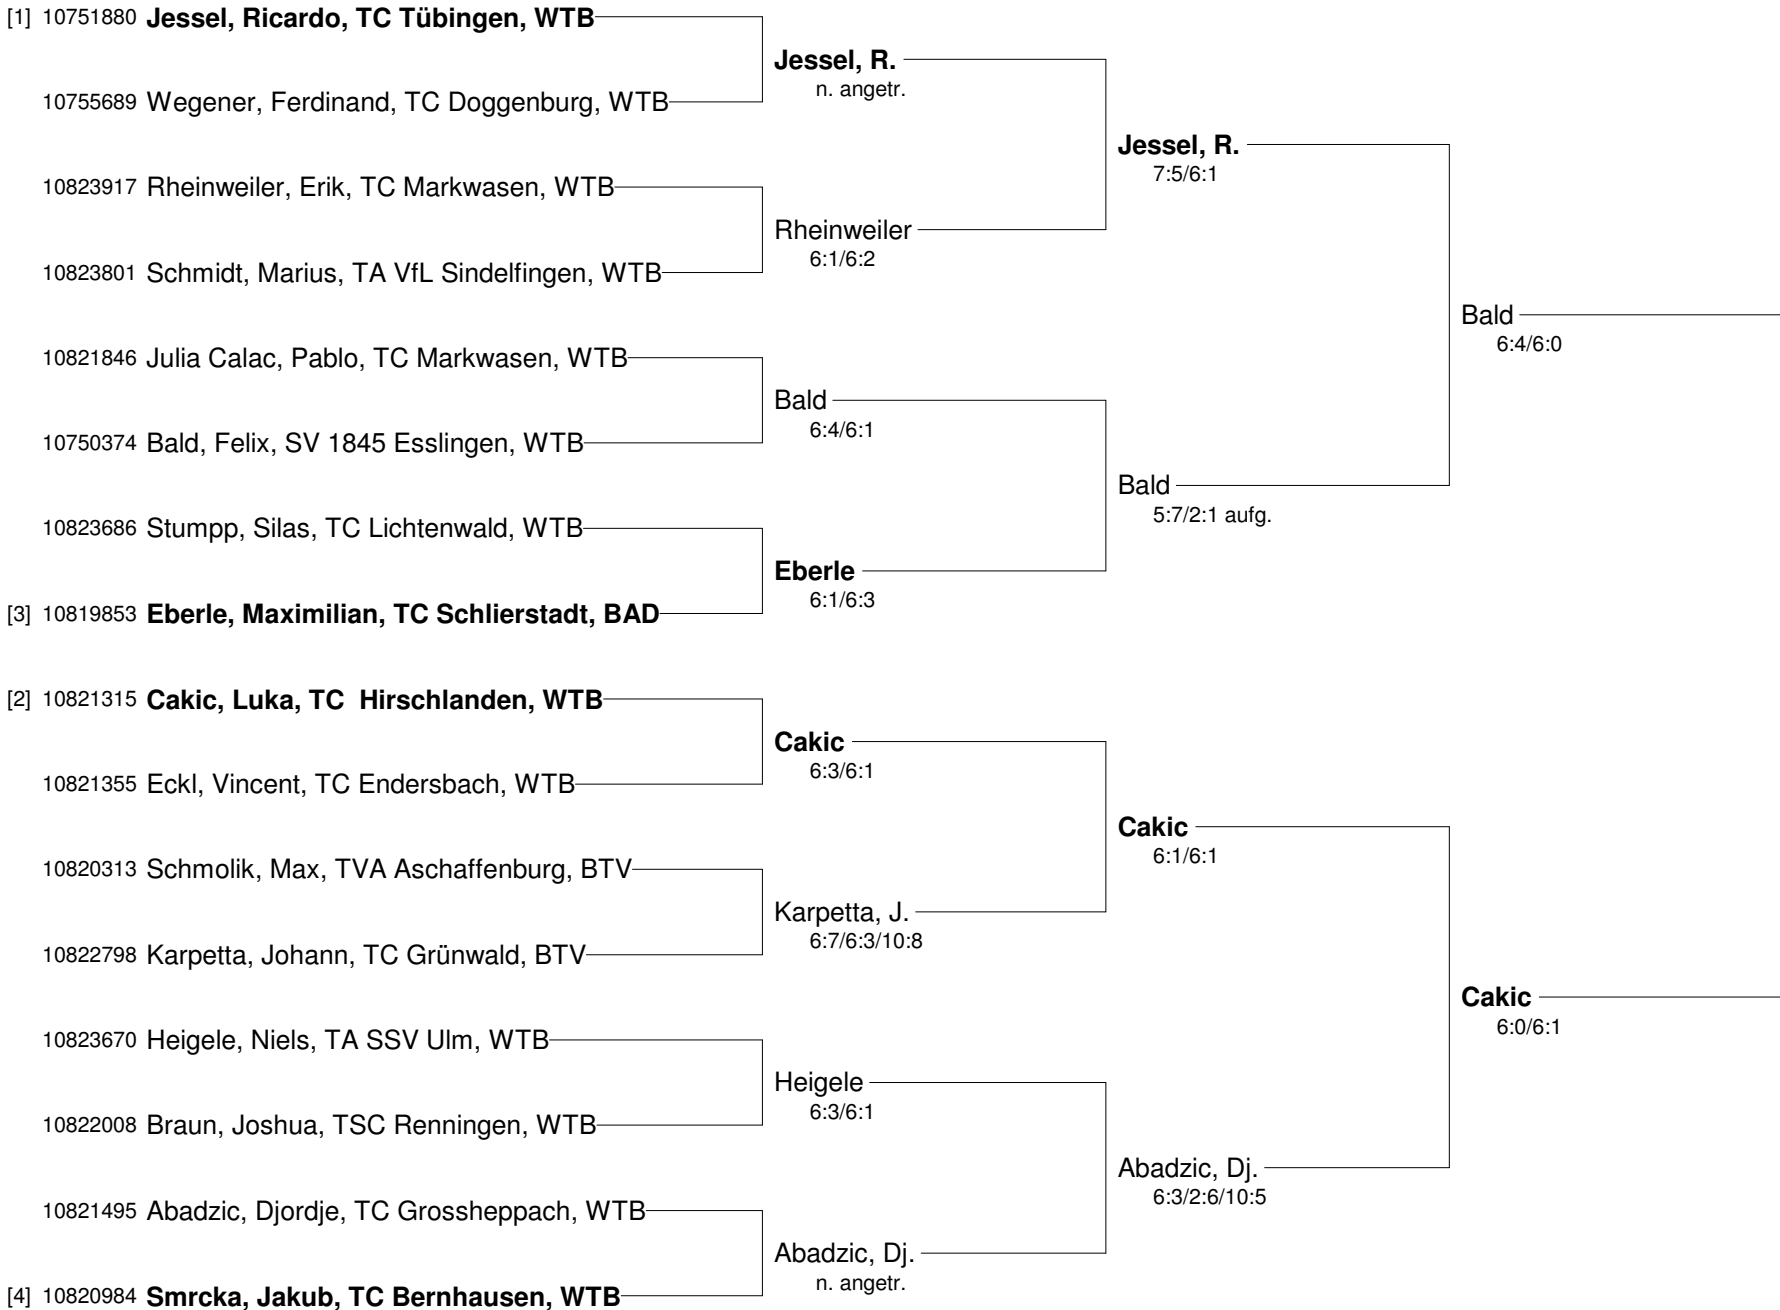 [1] 10751880 Jessel, Ricardo, TC Tübingen, WTB
Jessel, R.
n. angetr.
10755689 Wegener, Ferdinand, TC Doggenburg, WTB
Jessel, R.
7:5/6:1
10823917 Rheinweiler, Erik, TC Markwasen, WTB
Rheinweiler
6:1/6:2
10823801 Schmidt, Marius, TA VfL Sindelfingen, WTB
Bald
6:4/6:0
10821846 Julia Calac, Pablo, TC Markwasen, WTB
Bald
6:4/6:1
10750374 Bald, Felix, SV 1845 Esslingen, WTB
Bald
5:7/2:1 aufg.
10823686 Stumpp, Silas, TC Lichtenwald, WTB
Eberle
6:1/6:3
[3] 10819853 Eberle, Maximilian, TC Schlierstadt, BAD
[2] 10821315 Cakic, Luka, TC  Hirschlanden, WTB
Cakic
6:3/6:1
10821355 Eckl, Vincent, TC Endersbach, WTB
Cakic
6:1/6:1
10820313 Schmolik, Max, TVA Aschaffenburg, BTV
Karpetta, J.
6:7/6:3/10:8
10822798 Karpetta, Johann, TC Grünwald, BTV
Cakic
6:0/6:1
10823670 Heigele, Niels, TA SSV Ulm, WTB
Heigele
6:3/6:1
10822008 Braun, Joshua, TSC Renningen, WTB
Abadzic, Dj.
6:3/2:6/10:5
10821495 Abadzic, Djordje, TC Grossheppach, WTB
Abadzic, Dj.
n. angetr.
[4] 10820984 Smrcka, Jakub, TC Bernhausen, WTB